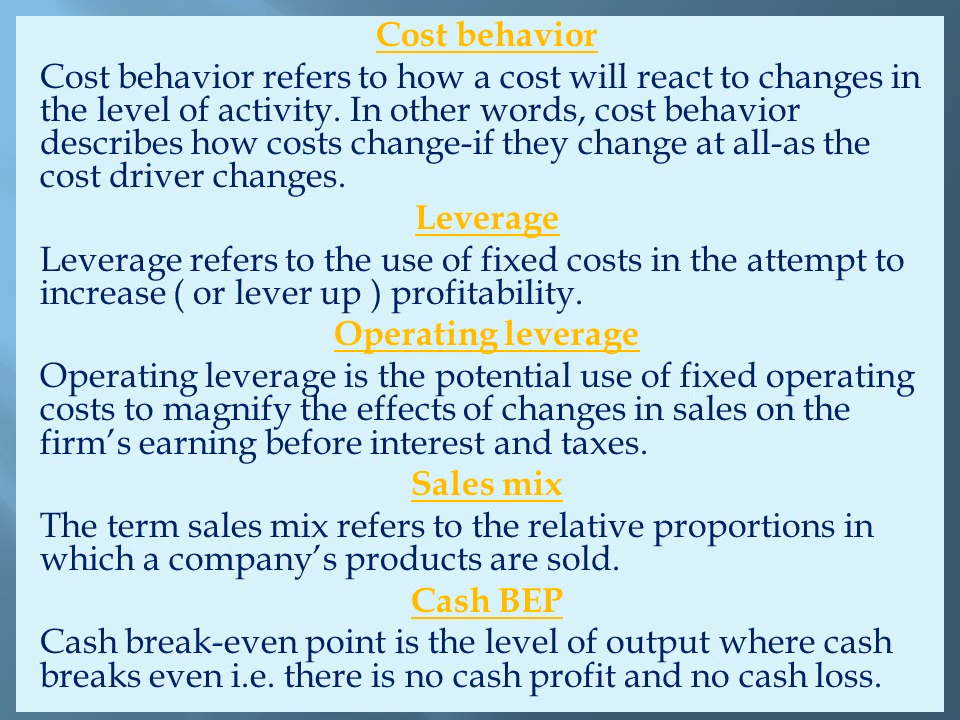 Cost behavior
Cost behavior refers to how a cost will react to changes in
the level of activity. In other words, cost behavior
describes how costs change-if they change at all-as the
cost driver changes.
Leverage
Leverage refers to the use of fixed costs in the attempt to
increase ( or lever up ) profitability.
Operating leverage
Operating leverage is the potential use of fixed operating
costs to magnify the effects of changes in sales on the
firm’s earning before interest and taxes.
Sales mix
The term sales mix refers to the relative proportions in
which a company’s products are sold.
Cash BEP
Cash break-even point is the level of output where cash
breaks even i.e. there is no cash profit and no cash loss.